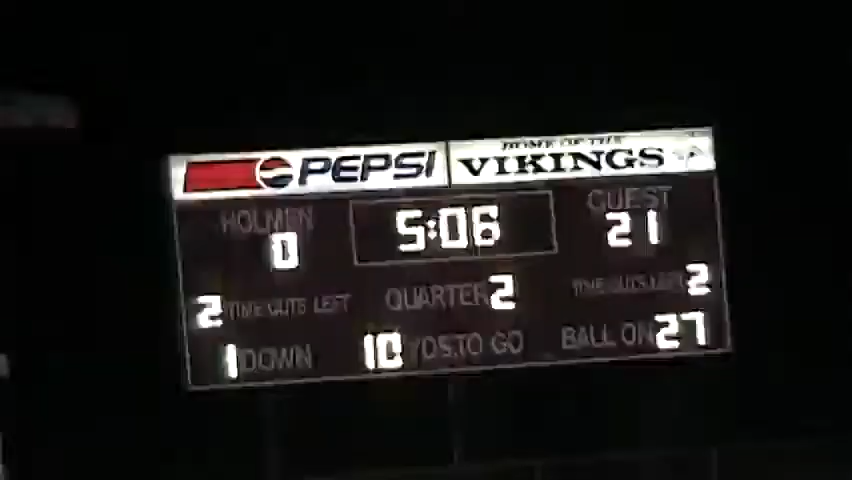 PEPSI HOME OF THE
VIKINGS
HOLMEN 5:06 GUEST
0 21
2 TIME OUTS LEFT QUARTER 2 TIME OUTS LEFT 2
1 DOWN 10 YDS.TO GO BALL ON 27